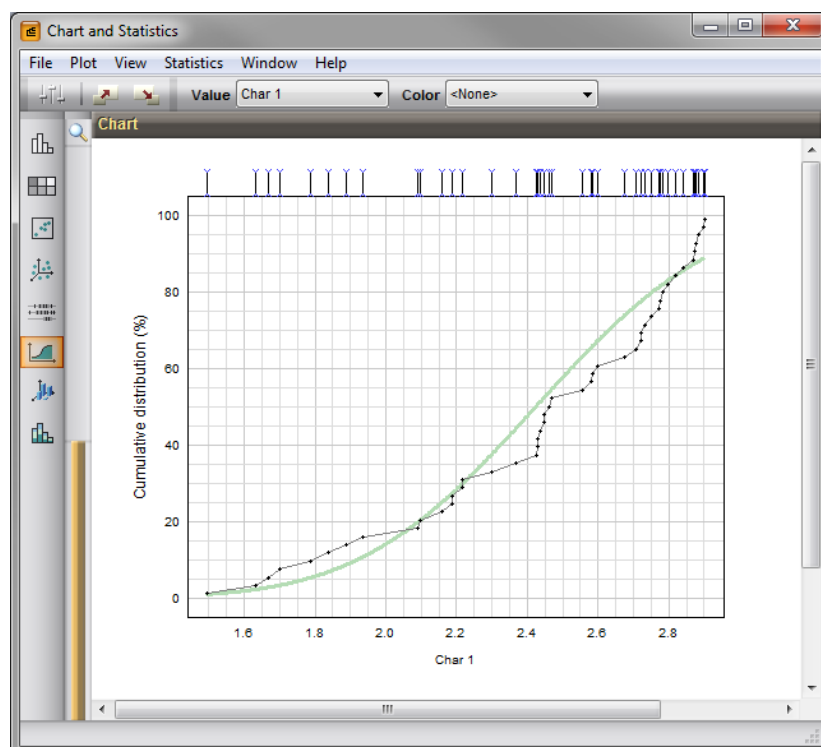 Chart and Statistics
File Plot View Statistics Window Help
Value Char 1 Color <None>
Chart
100
80
60
40
20
0
Cumulative distribution (%)
1.6 1.8 2.0 2.2 2.4 2.6 2.8
Char 1